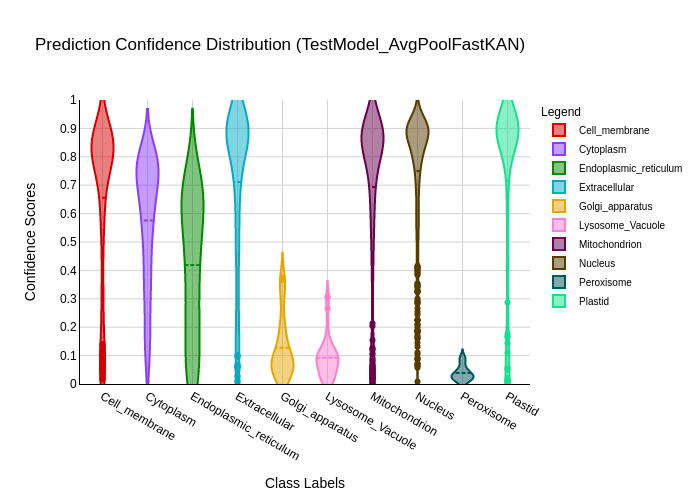 Prediction Confidence Distribution (TestModel_AvgPoolFastKAN)
Legend
Cell_membrane
Cytoplasm
Endoplasmic_reticulum
Extracellular
Golgi_apparatus
Lysosome_Vacuole
Mitochondrion
Nucleus
Peroxisome
Plastid
Confidence Scores
1
0.9
0.8
0.7
0.6
0.5
0.4
0.3
0.2
0.1
0
Cell_membrane
Cytoplasm
Endoplasmic_reticulum
Extracellular
Golgi_apparatus
Lysosome_Vacuole
Mitochondrion
Nucleus
Peroxisome
Plastid
Class Labels